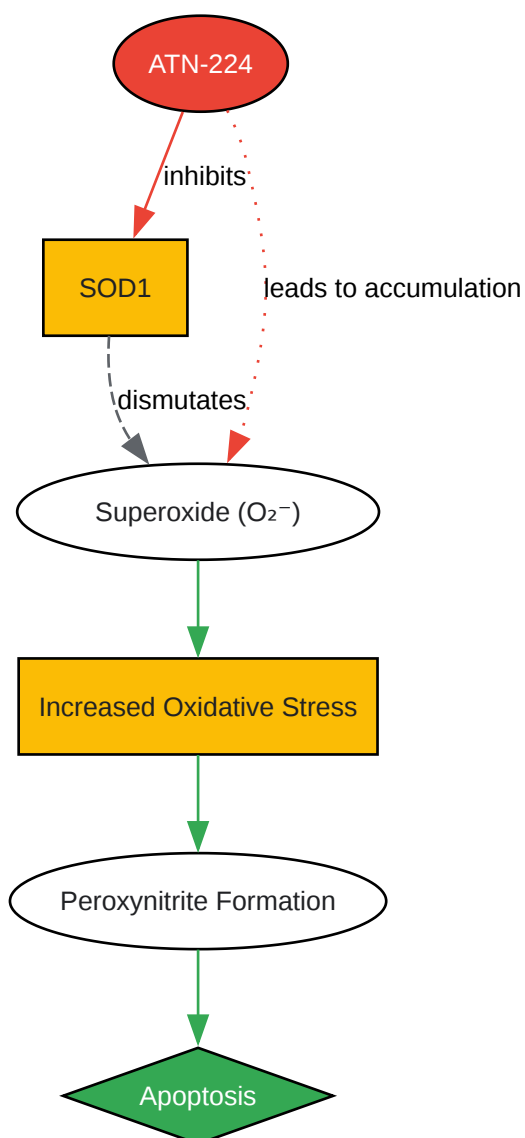 ATN-224
inhibits
SOD1
leads to accumulation
dismutates
Superoxide (O₂⁻)
Increased Oxidative Stress
Peroxynitrite Formation
Apoptosis